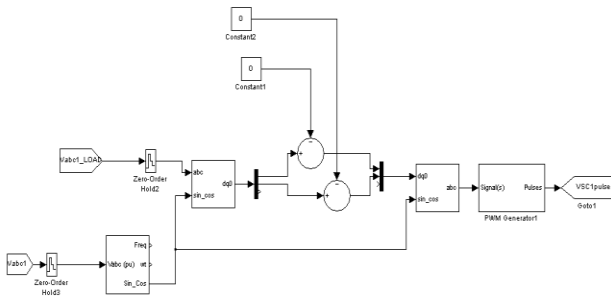 0
Constant2
0
Constant1
Vabc1_LOAD
Zero-Order
Hold2
abc
sin_cos
dq0
dq0
sin_cos
abc
Signal(s)
Pulses
PWM Generator1
VSC1pulse
Goto1
Vabc1
Zero-Order
Hold3
Freq
Vabc (pu)
wt
Sin_Cos